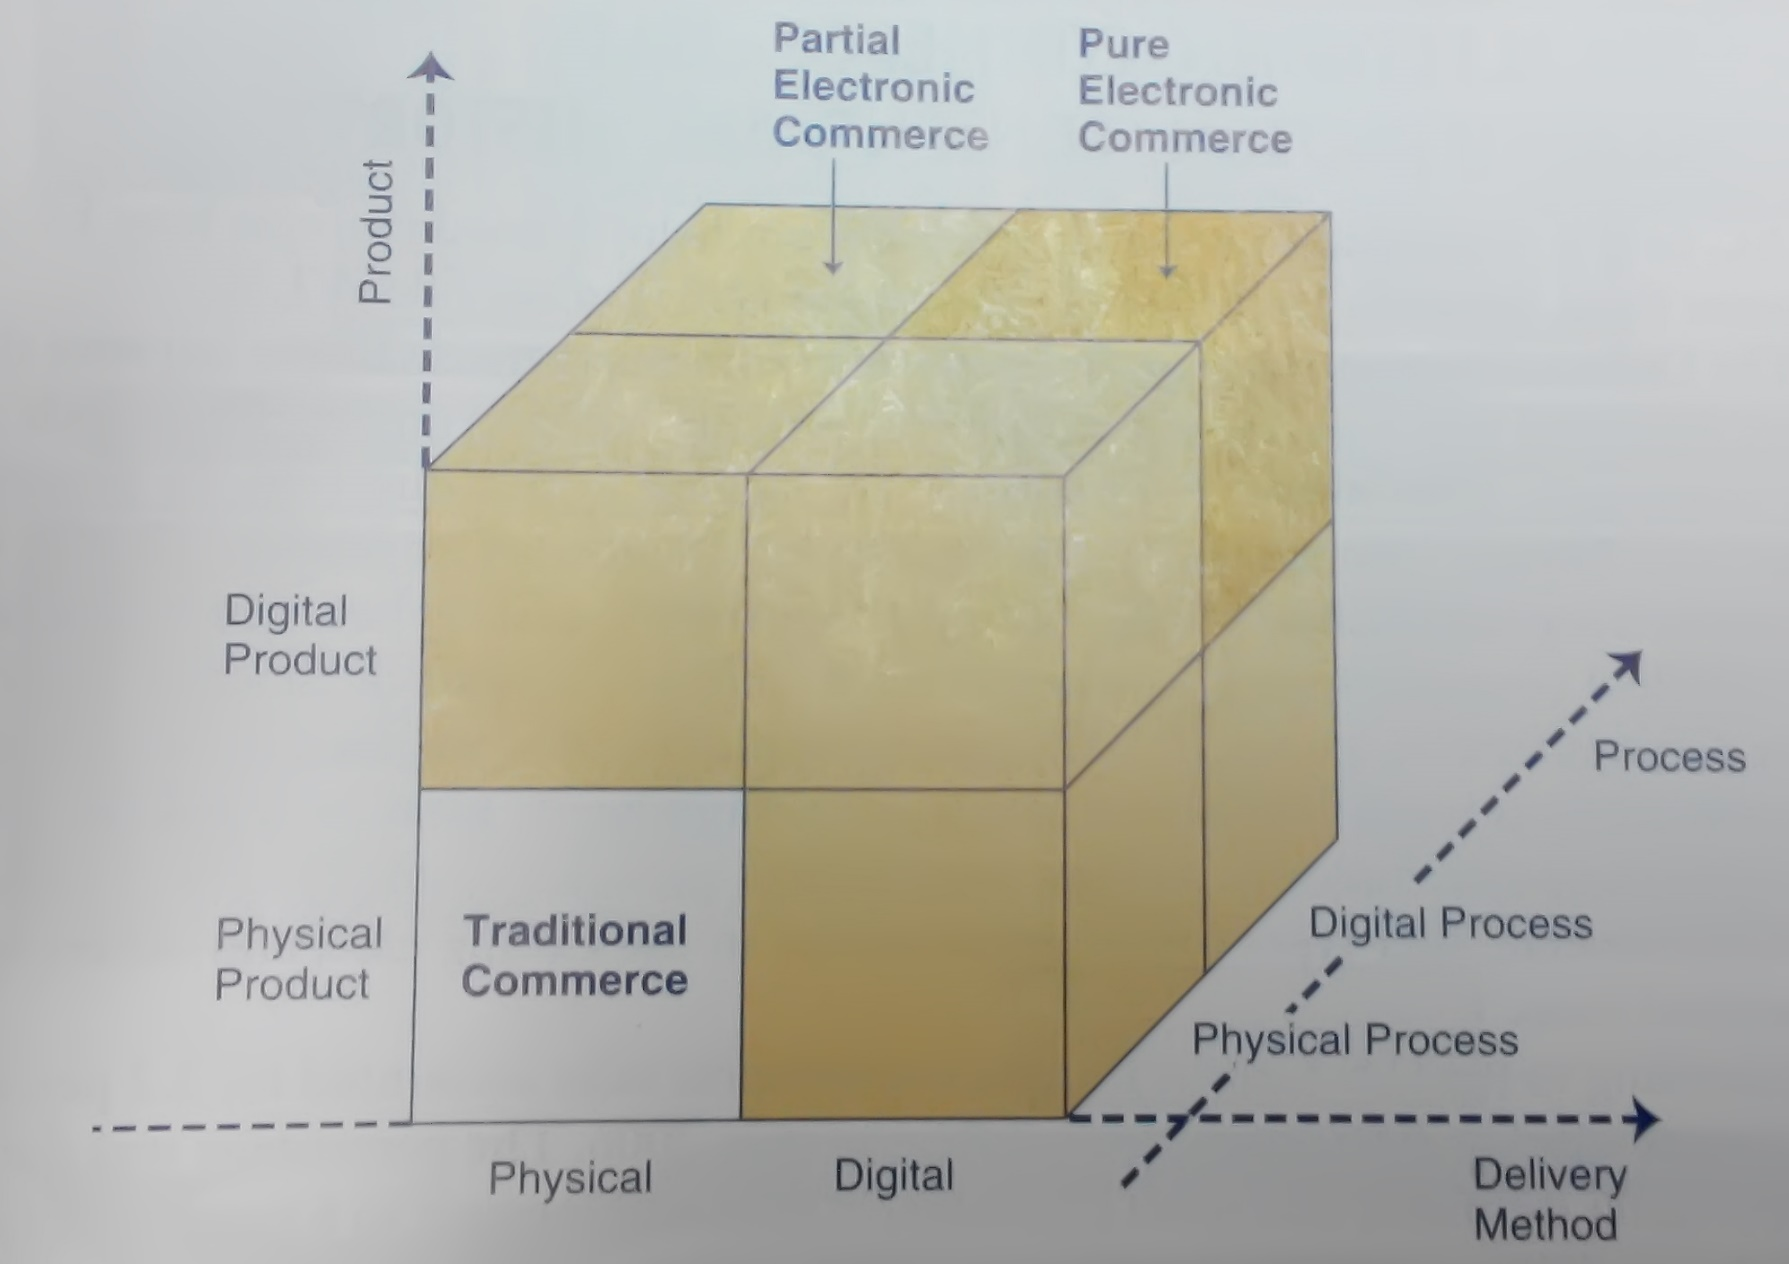 Partial
Electronic
Commerce
Pure
Electronic
Commerce
Product
Digital
Product
Process
Physical
Product
Traditional
Commerce
Digital Process
Physical Process
Physical
Digital
Delivery
Method